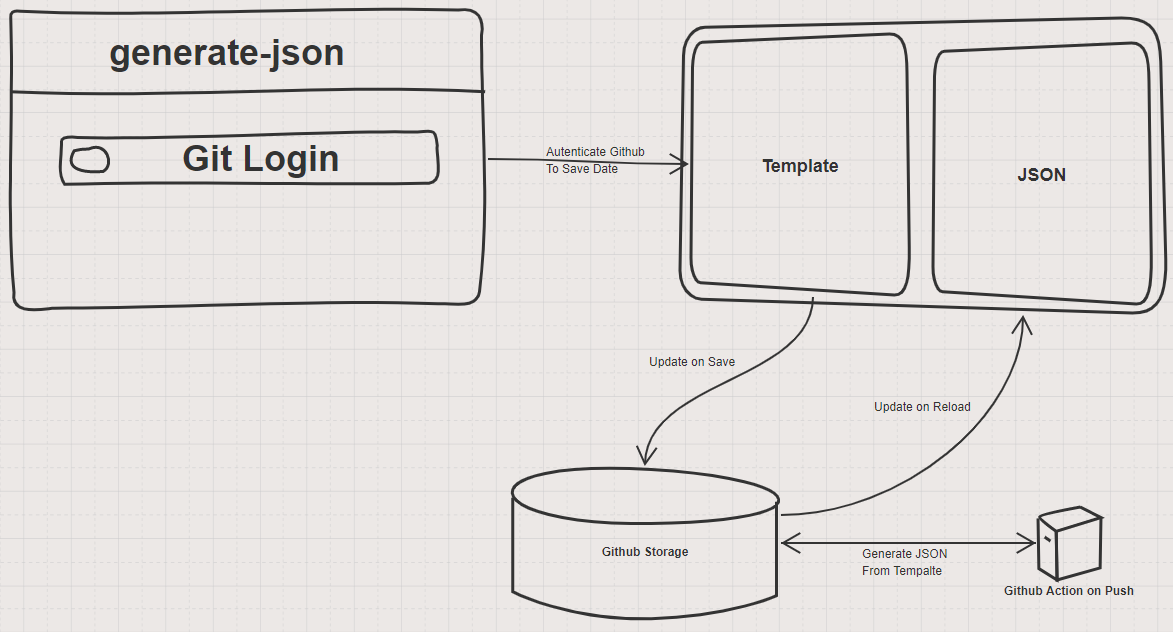 generate-json
Git Login
Autenticate Github
To Save Date
Template
JSON
Update on Save
Update on Reload
Github Storage
Generate JSON
From Tempalte
Github Action on Push